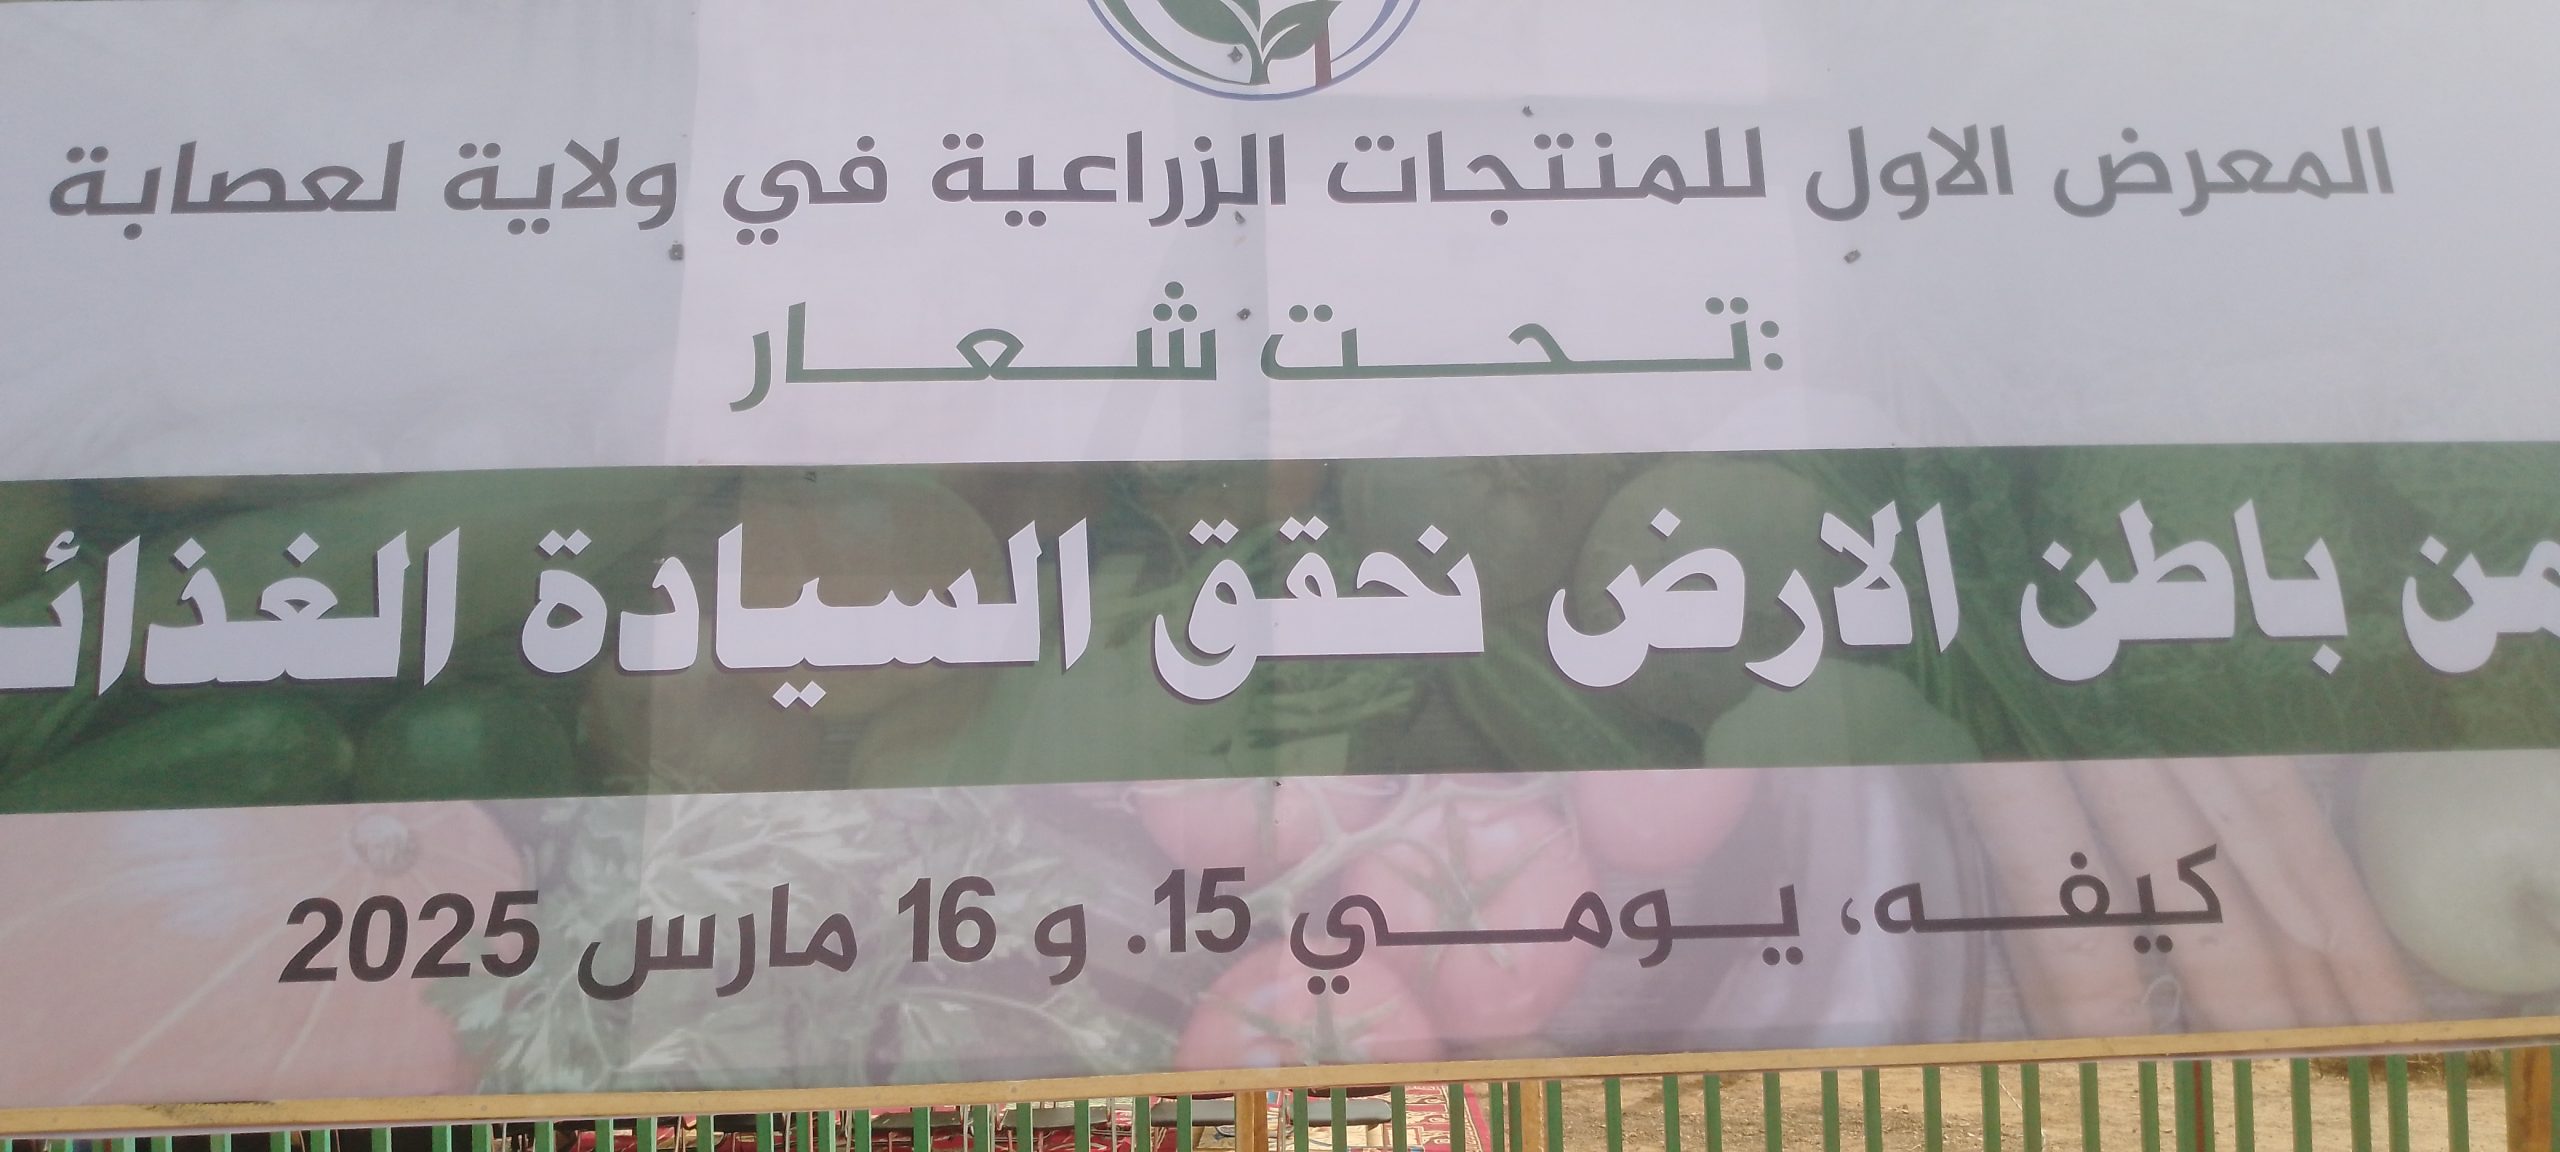 المعرض الاول للمنتجات الزراعية في ولاية لعصابة
تحت شعار:
من باطن الارض نحقق السيادة الغذائ
كيفه، يومي 15. و 16 مارس 2025